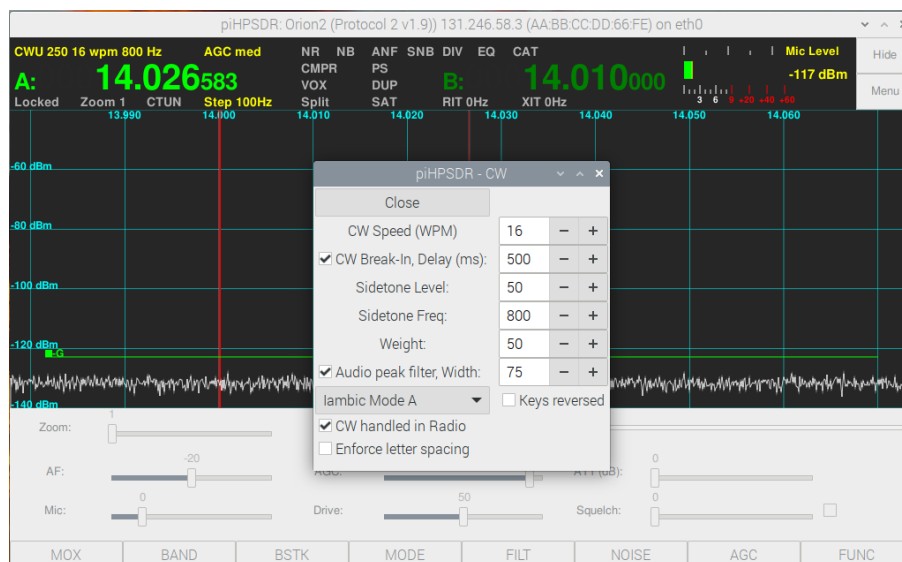 piHPSDR: Orion2 (Protocol 2 v1.9)) 131.246.58.3 (AA:BB:CC:DD:66:FE) on eth0
CWU 250 16 wpm 800 Hz AGC med NR NB ANF SNB DIV EQ CAT Mic Level Hide
CMPR PS
A: 14.026583 VOX DUP B: 14.010000 -117 dBm Menu
Locked Zoom 1 CTUN Step 100Hz Split SAT RIT 0Hz XIT 0Hz 3 6 9 +20 +40 +60
13.990 14.000 14.010 14.020 14.030 14.040 14.050 14.060
-60 dBm
-80 dBm
-100 dBm
-120 dBm
-G
-140 dBm
piHPSDR - CW
Close
CW Speed (WPM) 16 − +
CW Break-In, Delay (ms): 500 − +
Sidetone Level: 50 − +
Sidetone Freq: 800 − +
Weight: 50 − +
Audio peak filter, Width: 75 − +
Iambic Mode A Keys reversed
CW handled in Radio
Enforce letter spacing
1
Zoom:
-20 0
AF: AGC: ATT (dB):
0 50 0
Mic: Drive: Squelch:
MOX BAND BSTK MODE FILT NOISE AGC FUNC